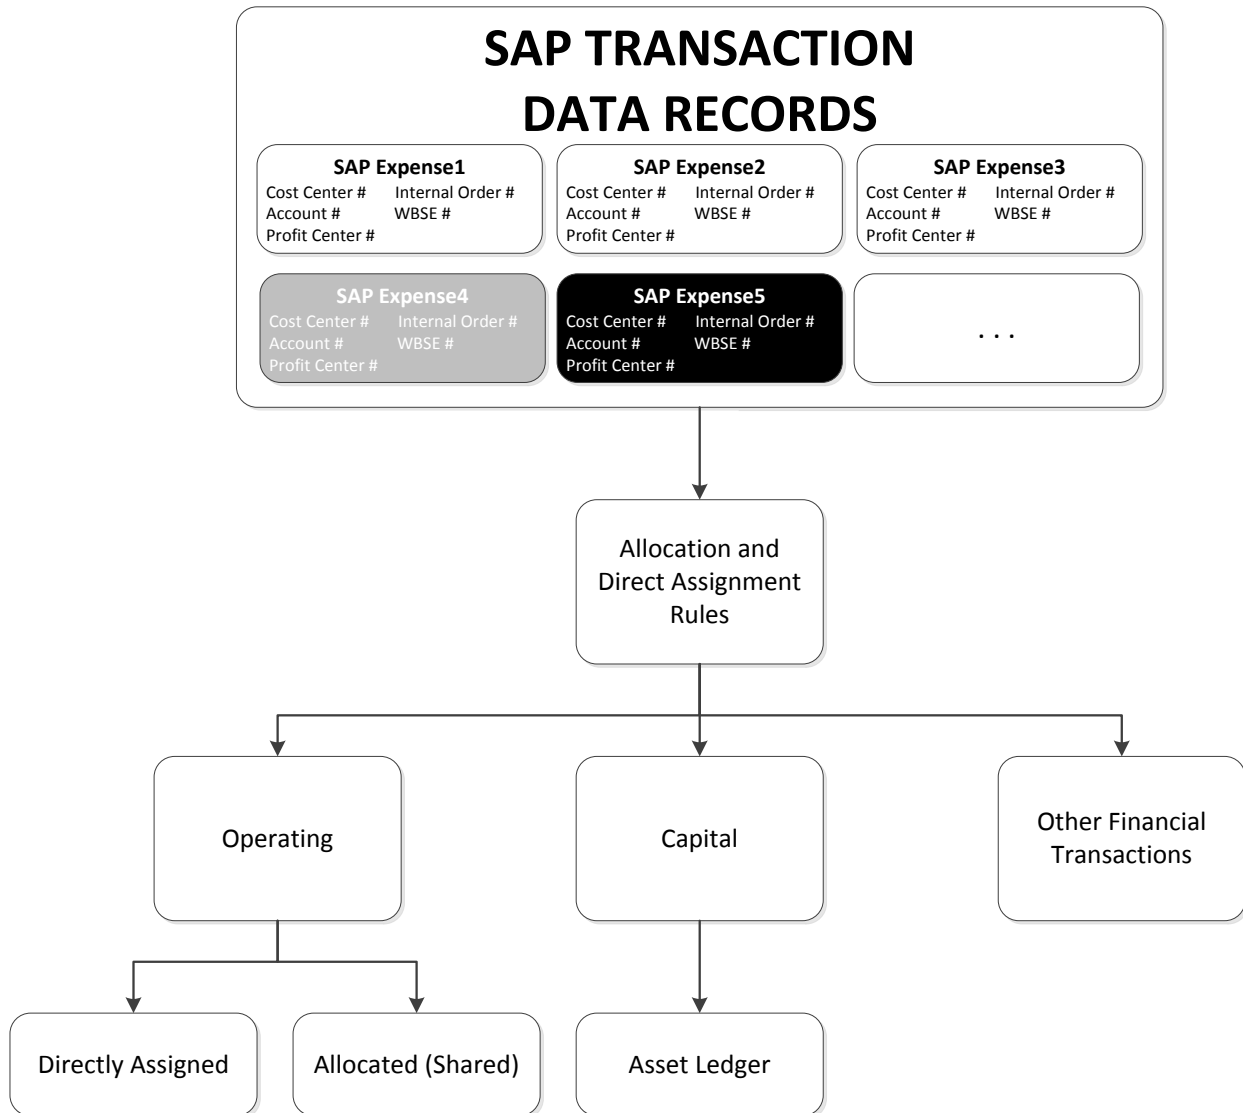 SAP TRANSACTION
DATA RECORDS
SAP Expense1
Cost Center # Internal Order #
Account # WBSE #
Profit Center #
SAP Expense2
Cost Center # Internal Order #
Account # WBSE #
Profit Center #
SAP Expense3
Cost Center # Internal Order #
Account # WBSE #
Profit Center #
SAP Expense4
Cost Center # Internal Order #
Account # WBSE #
Profit Center #
SAP Expense5
Cost Center # Internal Order #
Account # WBSE #
Profit Center #
. . .
Allocation and
Direct Assignment
Rules
Operating
Capital
Other Financial
Transactions
Directly Assigned
Allocated (Shared)
Asset Ledger